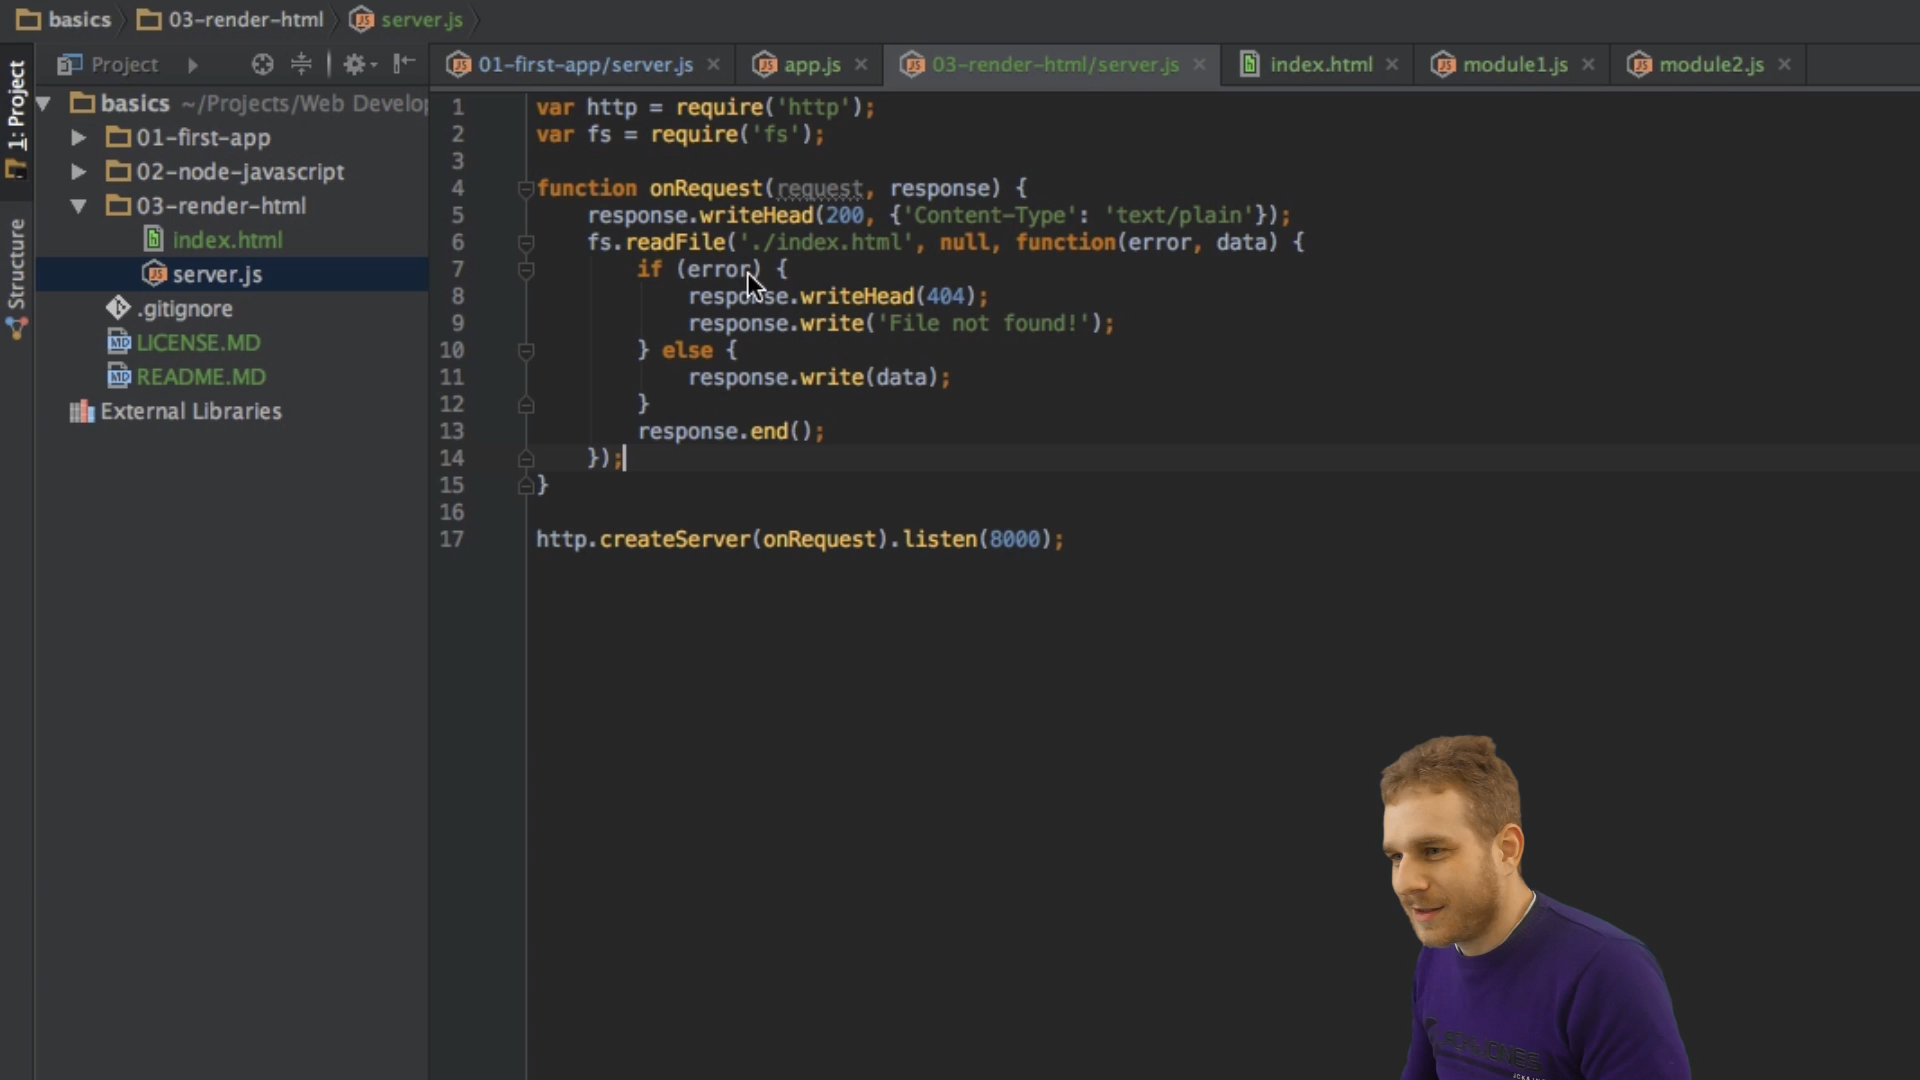 basics 03-render-html server.js
1: Project
Structure
Project
01-first-app/server.js
app.js
03-render-html/server.js
index.html
module1.js
module2.js
basics ~/Projects/Web Develop
01-first-app
02-node-javascript
03-render-html
index.html
server.js
.gitignore
LICENSE.MD
README.MD
External Libraries
1 var http = require('http');
2 var fs = require('fs');
3
4 function onRequest(request, response) {
5 response.writeHead(200, {'Content-Type': 'text/plain'});
6 fs.readFile('./index.html', null, function(error, data) {
7 if (error) {
8 response.writeHead(404);
9 response.write('File not found!');
10 } else {
11 response.write(data);
12 }
13 response.end();
14 });
15 }
16
17 http.createServer(onRequest).listen(8000);